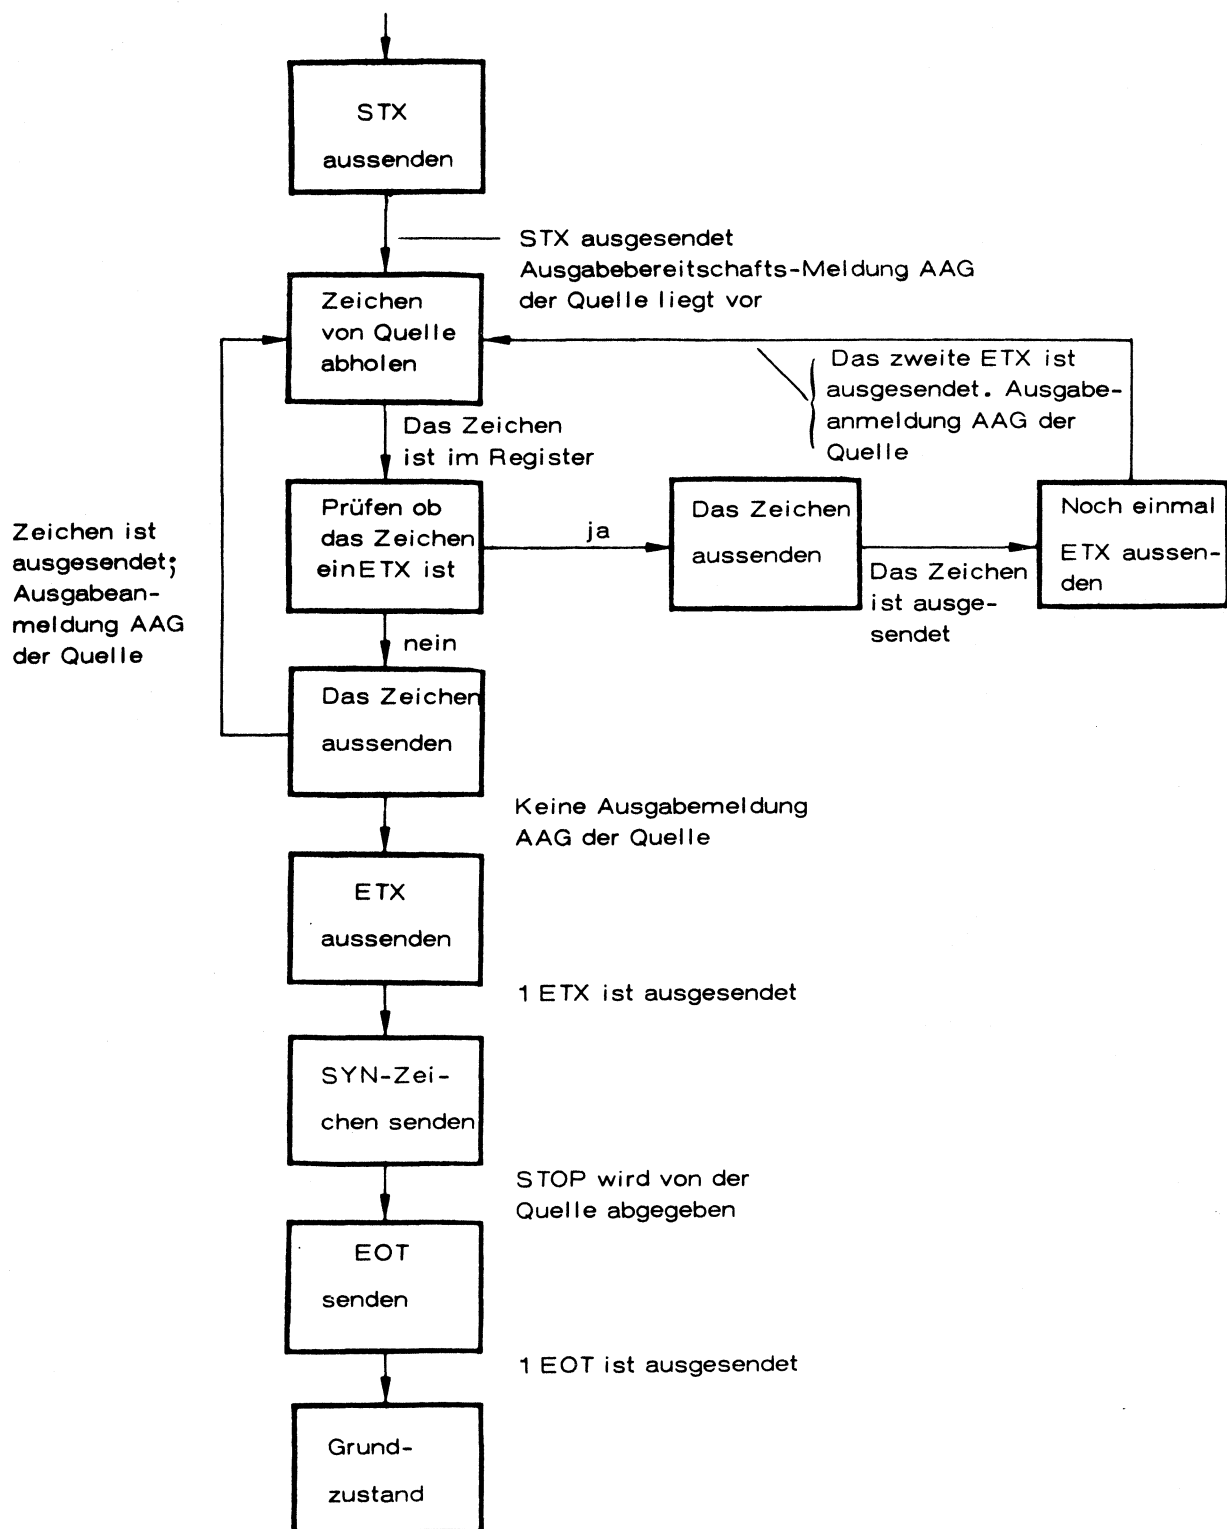 STX
aussenden
STX ausgesendet
Ausgabebereitschafts-Meldung AAG
der Quelle liegt vor
Zeichen
von Quelle
abholen
Das zweite ETX ist
ausgesendet. Ausgabe-
anmeldung AAG der
Quelle
Das Zeichen
ist im Register
Zeichen ist
ausgesendet;
Ausgabean-
meldung AAG
der Quelle
Prüfen ob
das Zeichen
ein ETX ist
ja
Das Zeichen
aussenden
Das Zeichen
ist ausge-
sendet
Noch einmal
ETX aussen-
den
nein
Das Zeichen
aussenden
Keine Ausgabemeldung
AAG der Quelle
ETX
aussenden
1 ETX ist ausgesendet
SYN-Zei-
chen senden
STOP wird von der
Quelle abgegeben
EOT
senden
1 EOT ist ausgesendet
Grund-
zustand